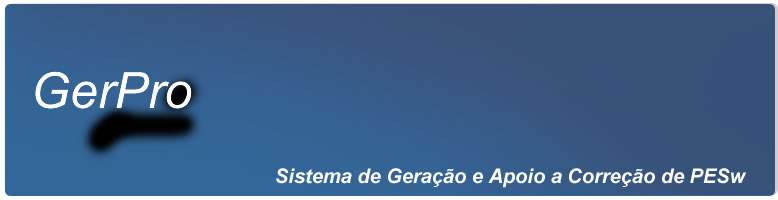 GerPro
Sistema de Geração e Apoio a Correção de PESw